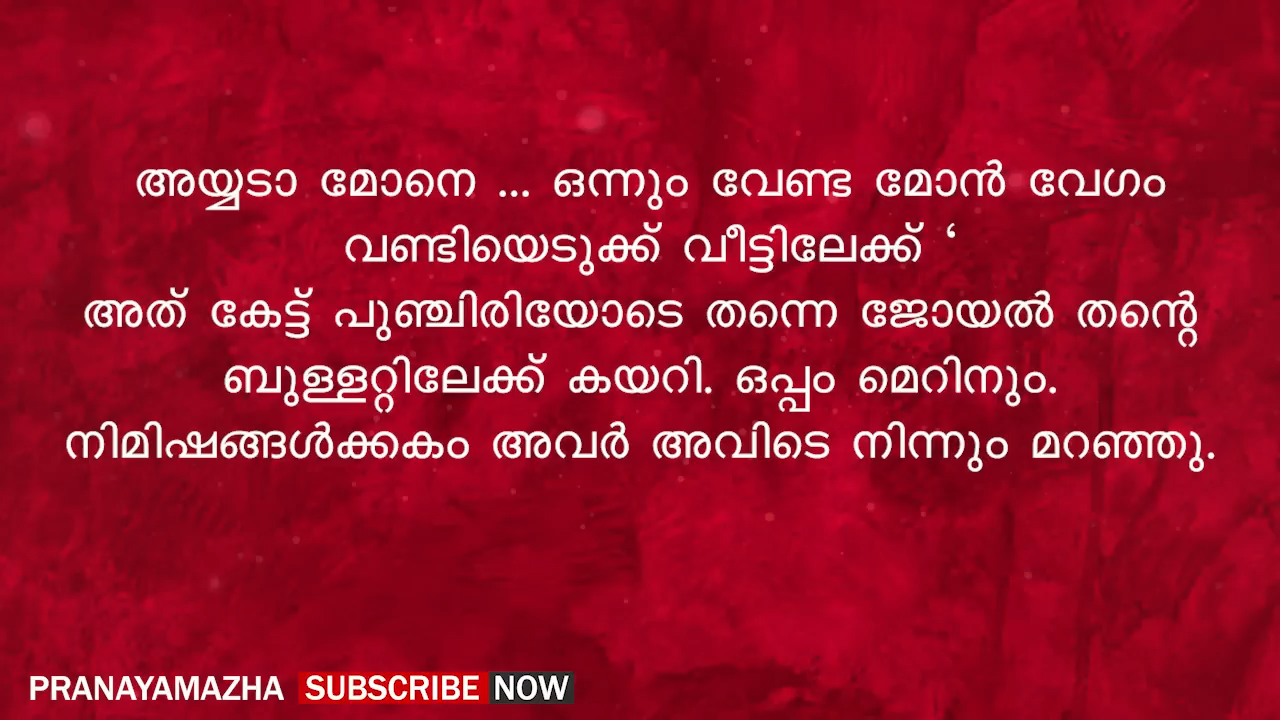 അയ്യടാ മോനെ ... ഒന്നും വേണ്ട മോൻ വേഗം
വണ്ടിയെടുക്ക് വീട്ടിലേക്ക് ‘
അത് കേട്ട് പുഞ്ചിരിയോടെ തന്നെ ജോയൽ തന്റെ
ബുള്ളറ്റിലേക്ക് കയറി. ഒപ്പം മെറിനും.
നിമിഷങ്ങൾക്കകം അവർ അവിടെ നിന്നും മറഞ്ഞു.
PRANAYAMAZHA SUBSCRIBE NOW